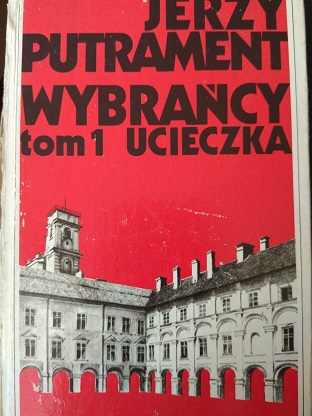 JERZY
PUTRAMENT
WYBRAŃCY
tom 1 UCIECZKA